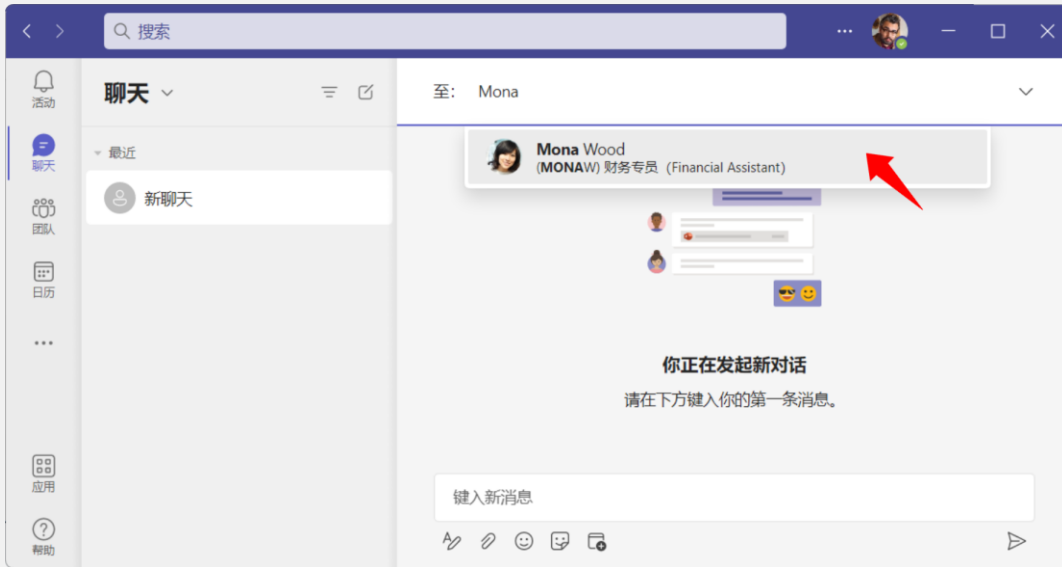 搜索
活动
聊天
团队
日历
应用
帮助
聊天
最近
新聊天
至： Mona
Mona Wood
(MONAW) 财务专员 (Financial Assistant)
你正在发起新对话
请在下方键入你的第一条消息。
键入新消息